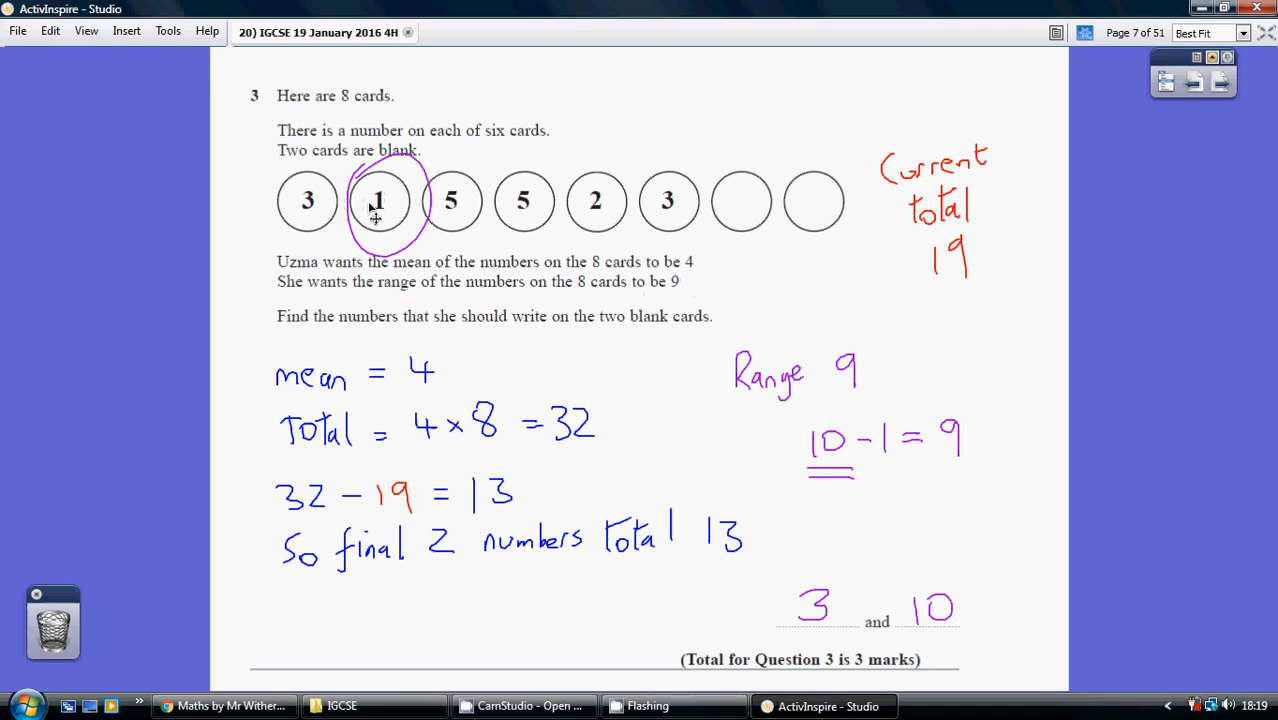 ActivInspire - Studio
File Edit View Insert Tools Help
20) IGCSE 19 January 2016 4H
Page 7 of 51
Best Fit
3 Here are 8 cards.
There is a number on each of six cards.
Two cards are blank.
3 1 5 5 2 3
Current
total
19
Uzma wants the mean of the numbers on the 8 cards to be 4
She wants the range of the numbers on the 8 cards to be 9
Find the numbers that she should write on the two blank cards.
mean = 4
Range 9
Total = 4 × 8 = 32
10 - 1 = 9
32 - 19 = 13
So final 2 numbers total 13
3 and 10
(Total for Question 3 is 3 marks)
Maths by Mr Wither... IGCSE CamStudio - Open ... Flashing ActivInspire - Studio 18:19